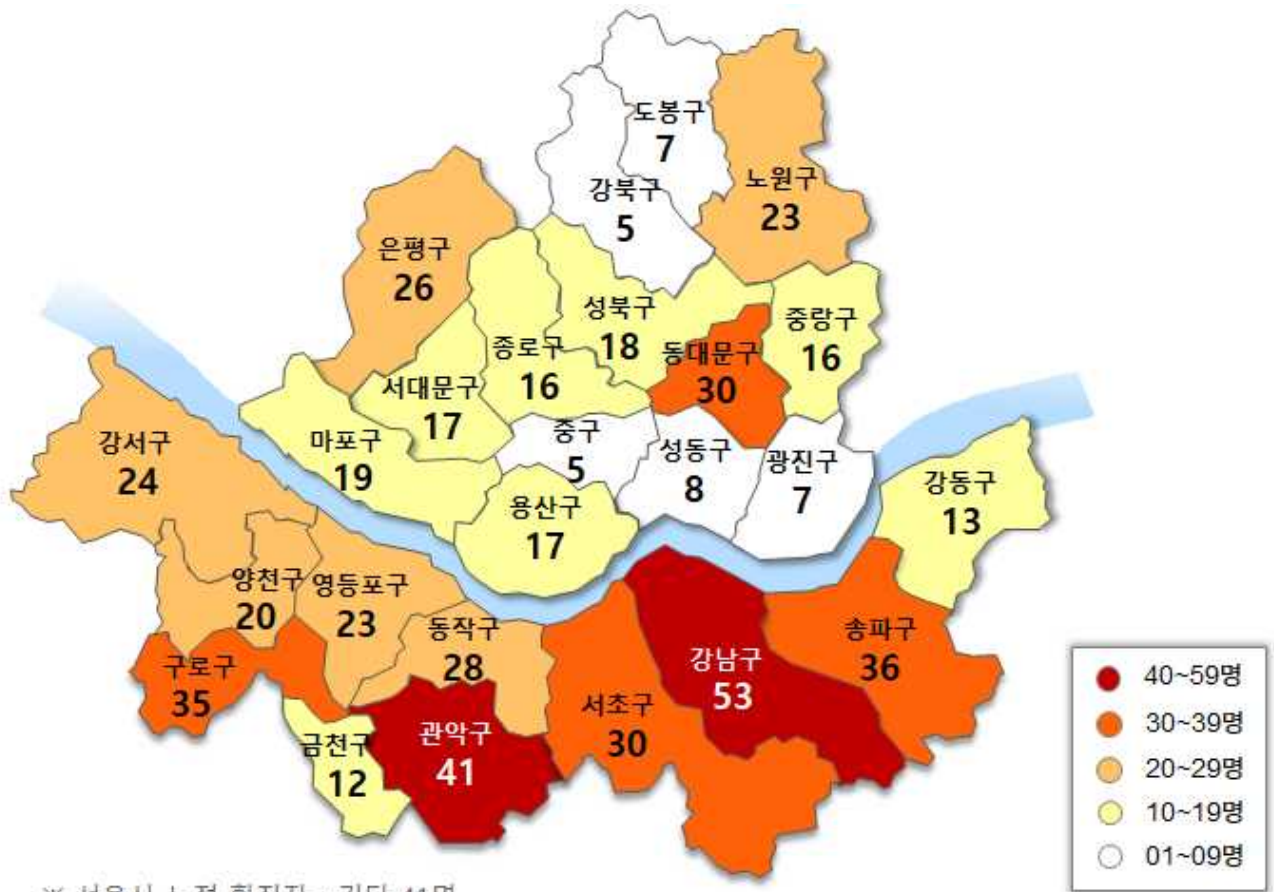 도봉구
7
강북구
5
노원구
23
은평구
26
성북구
18
중랑구
16
종로구
16
동대문구
30
서대문구
17
마포구
19
중구
5
성동구
8
광진구
7
강서구
24
용산구
17
강동구
13
양천구
20
영등포구
23
동작구
28
구로구
35
금천구
12
관악구
41
서초구
30
강남구
53
송파구
36
40~59명
30~39명
20~29명
10~19명
01~09명